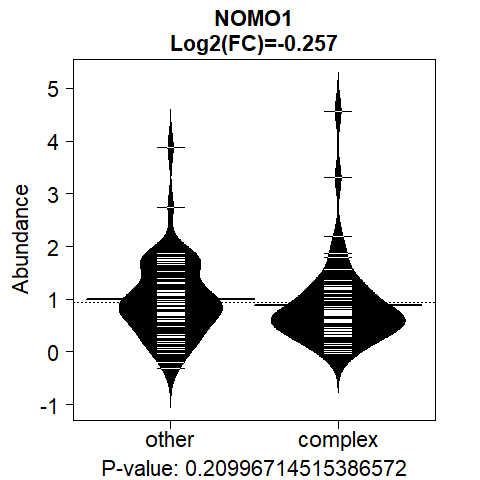 NOMO1
Log2(FC)=-0.257
Abundance
5
4
3
2
1
0
-1
other complex
P-value: 0.20996714515386572